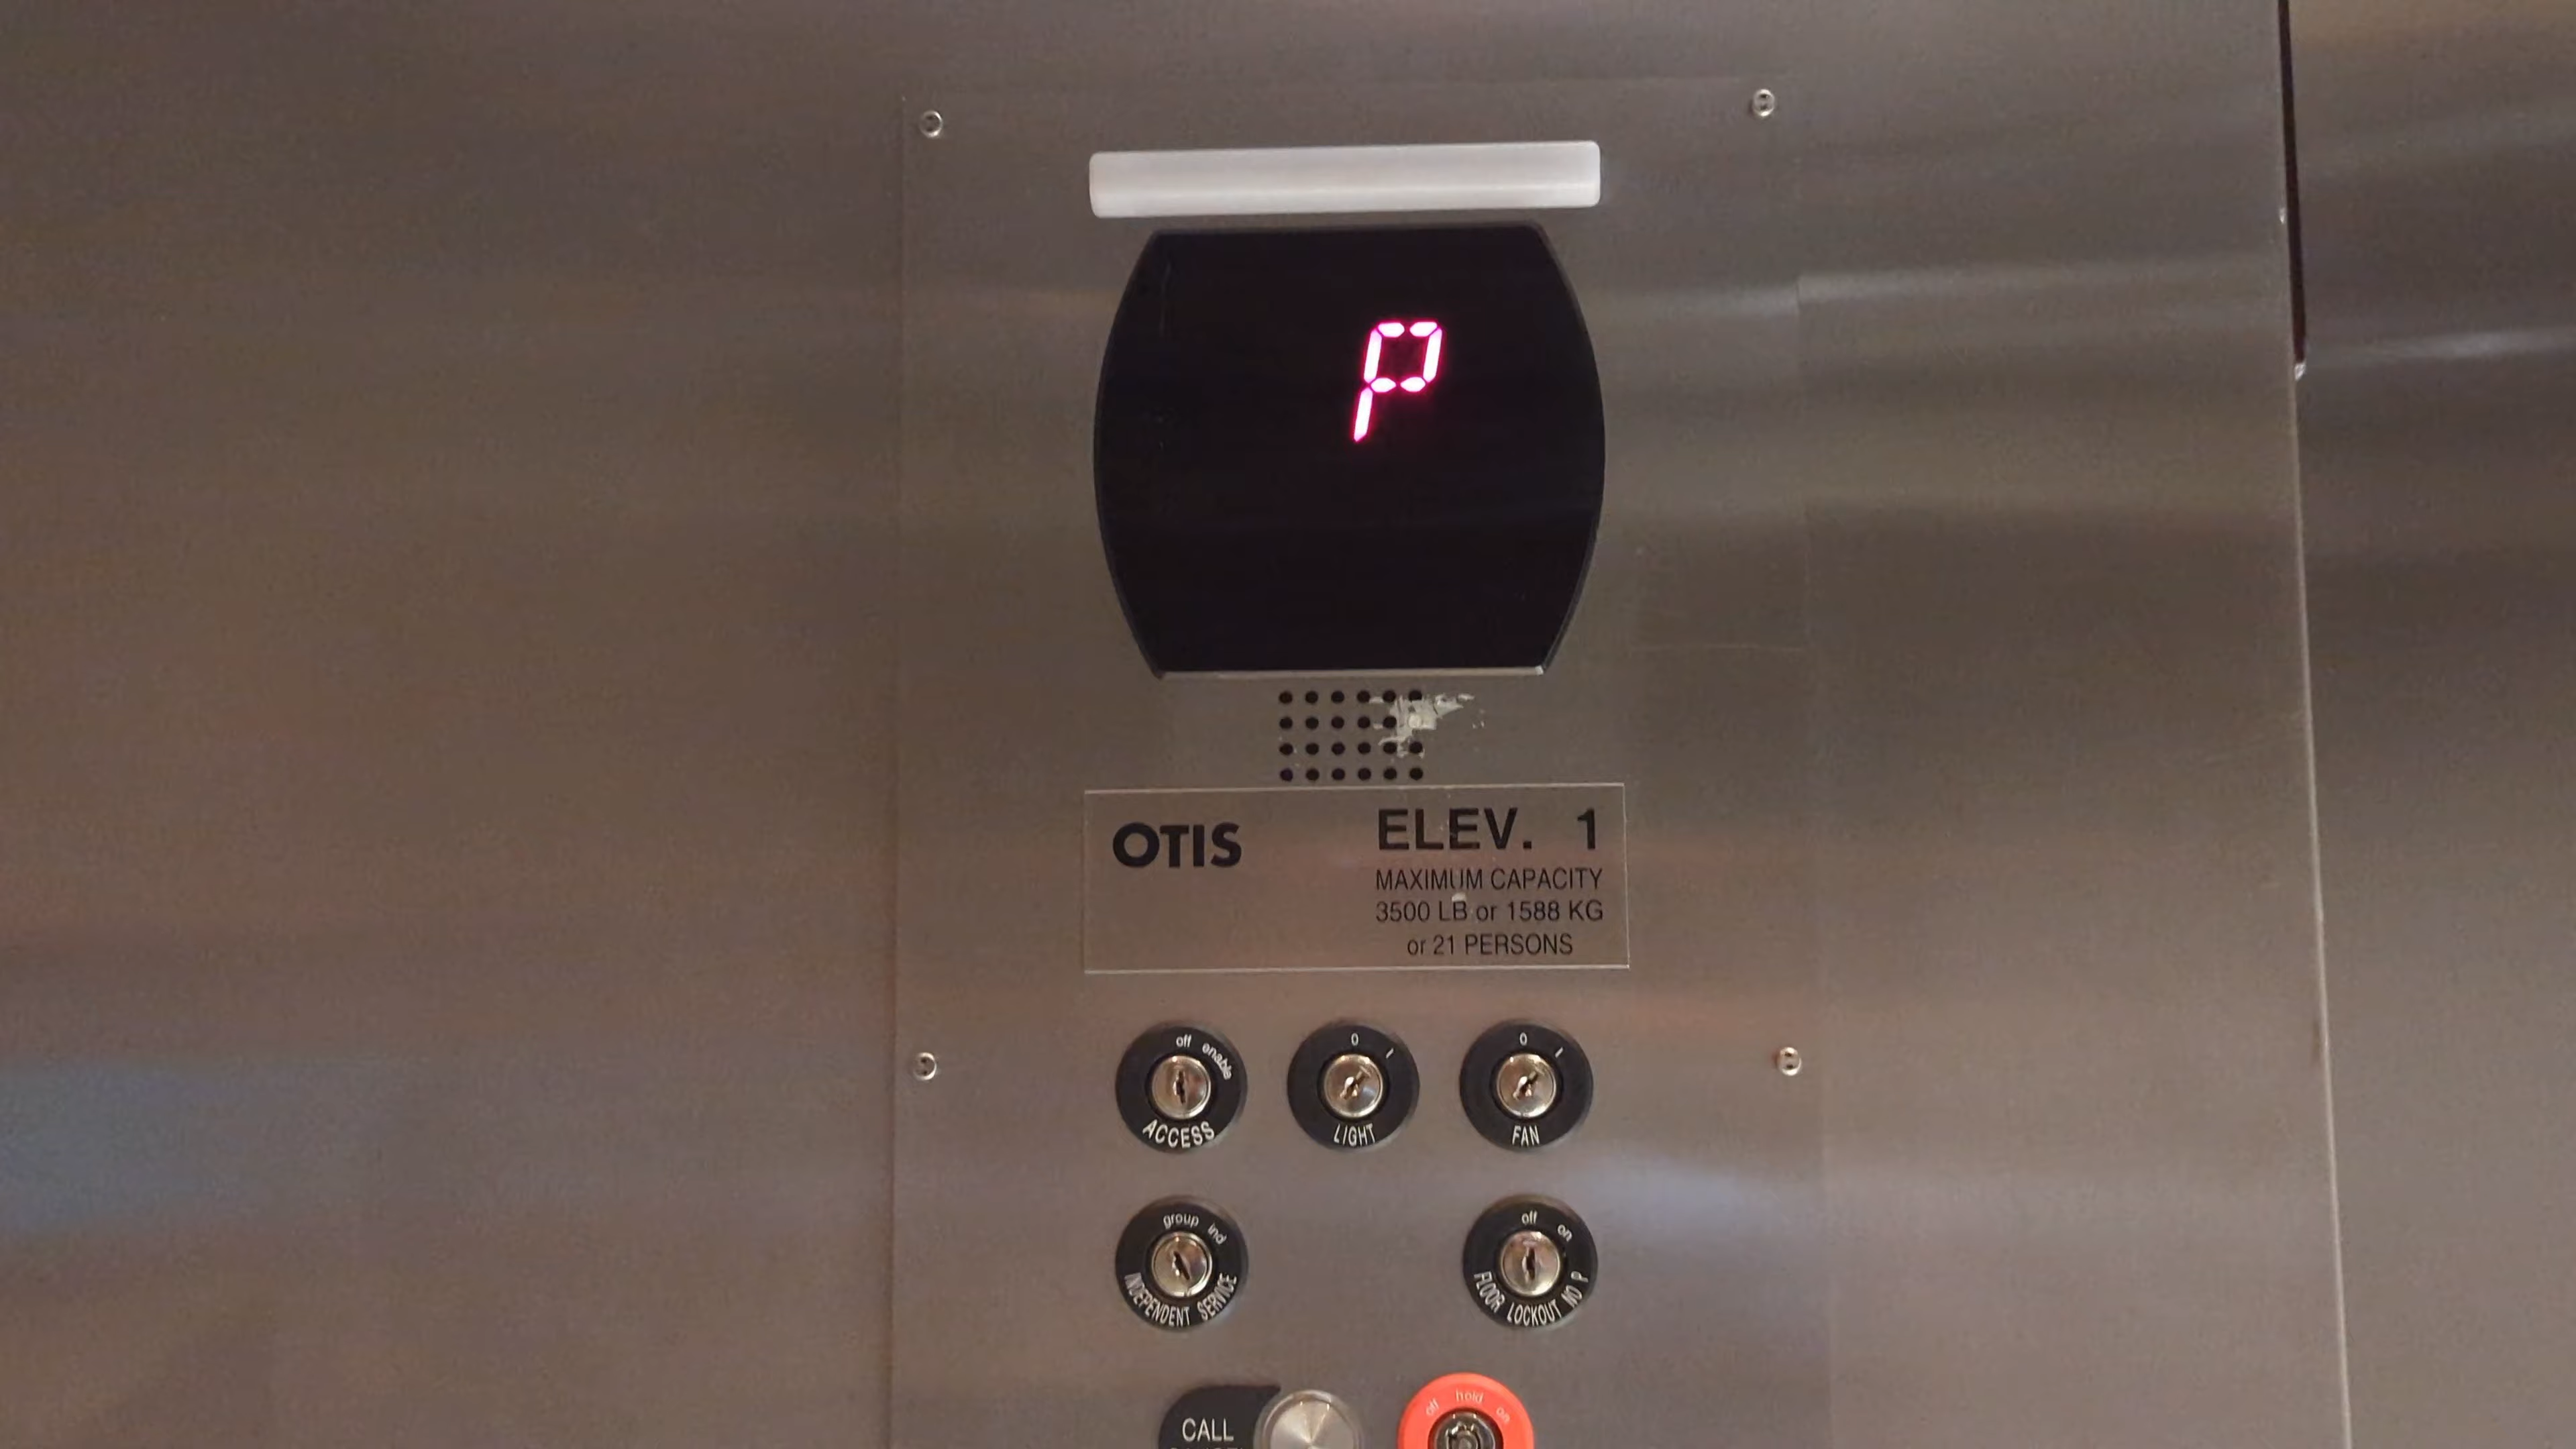 P
OTIS
ELEV. 1
MAXIMUM CAPACITY
3500 LB or 1588 KG
or 21 PERSONS
off enable
ACCESS
0 I
LIGHT
0 I
FAN
group ind
INDEPENDENT SERVICE
off on
FLOOR LOCKOUT NO P
CALL
off hold on